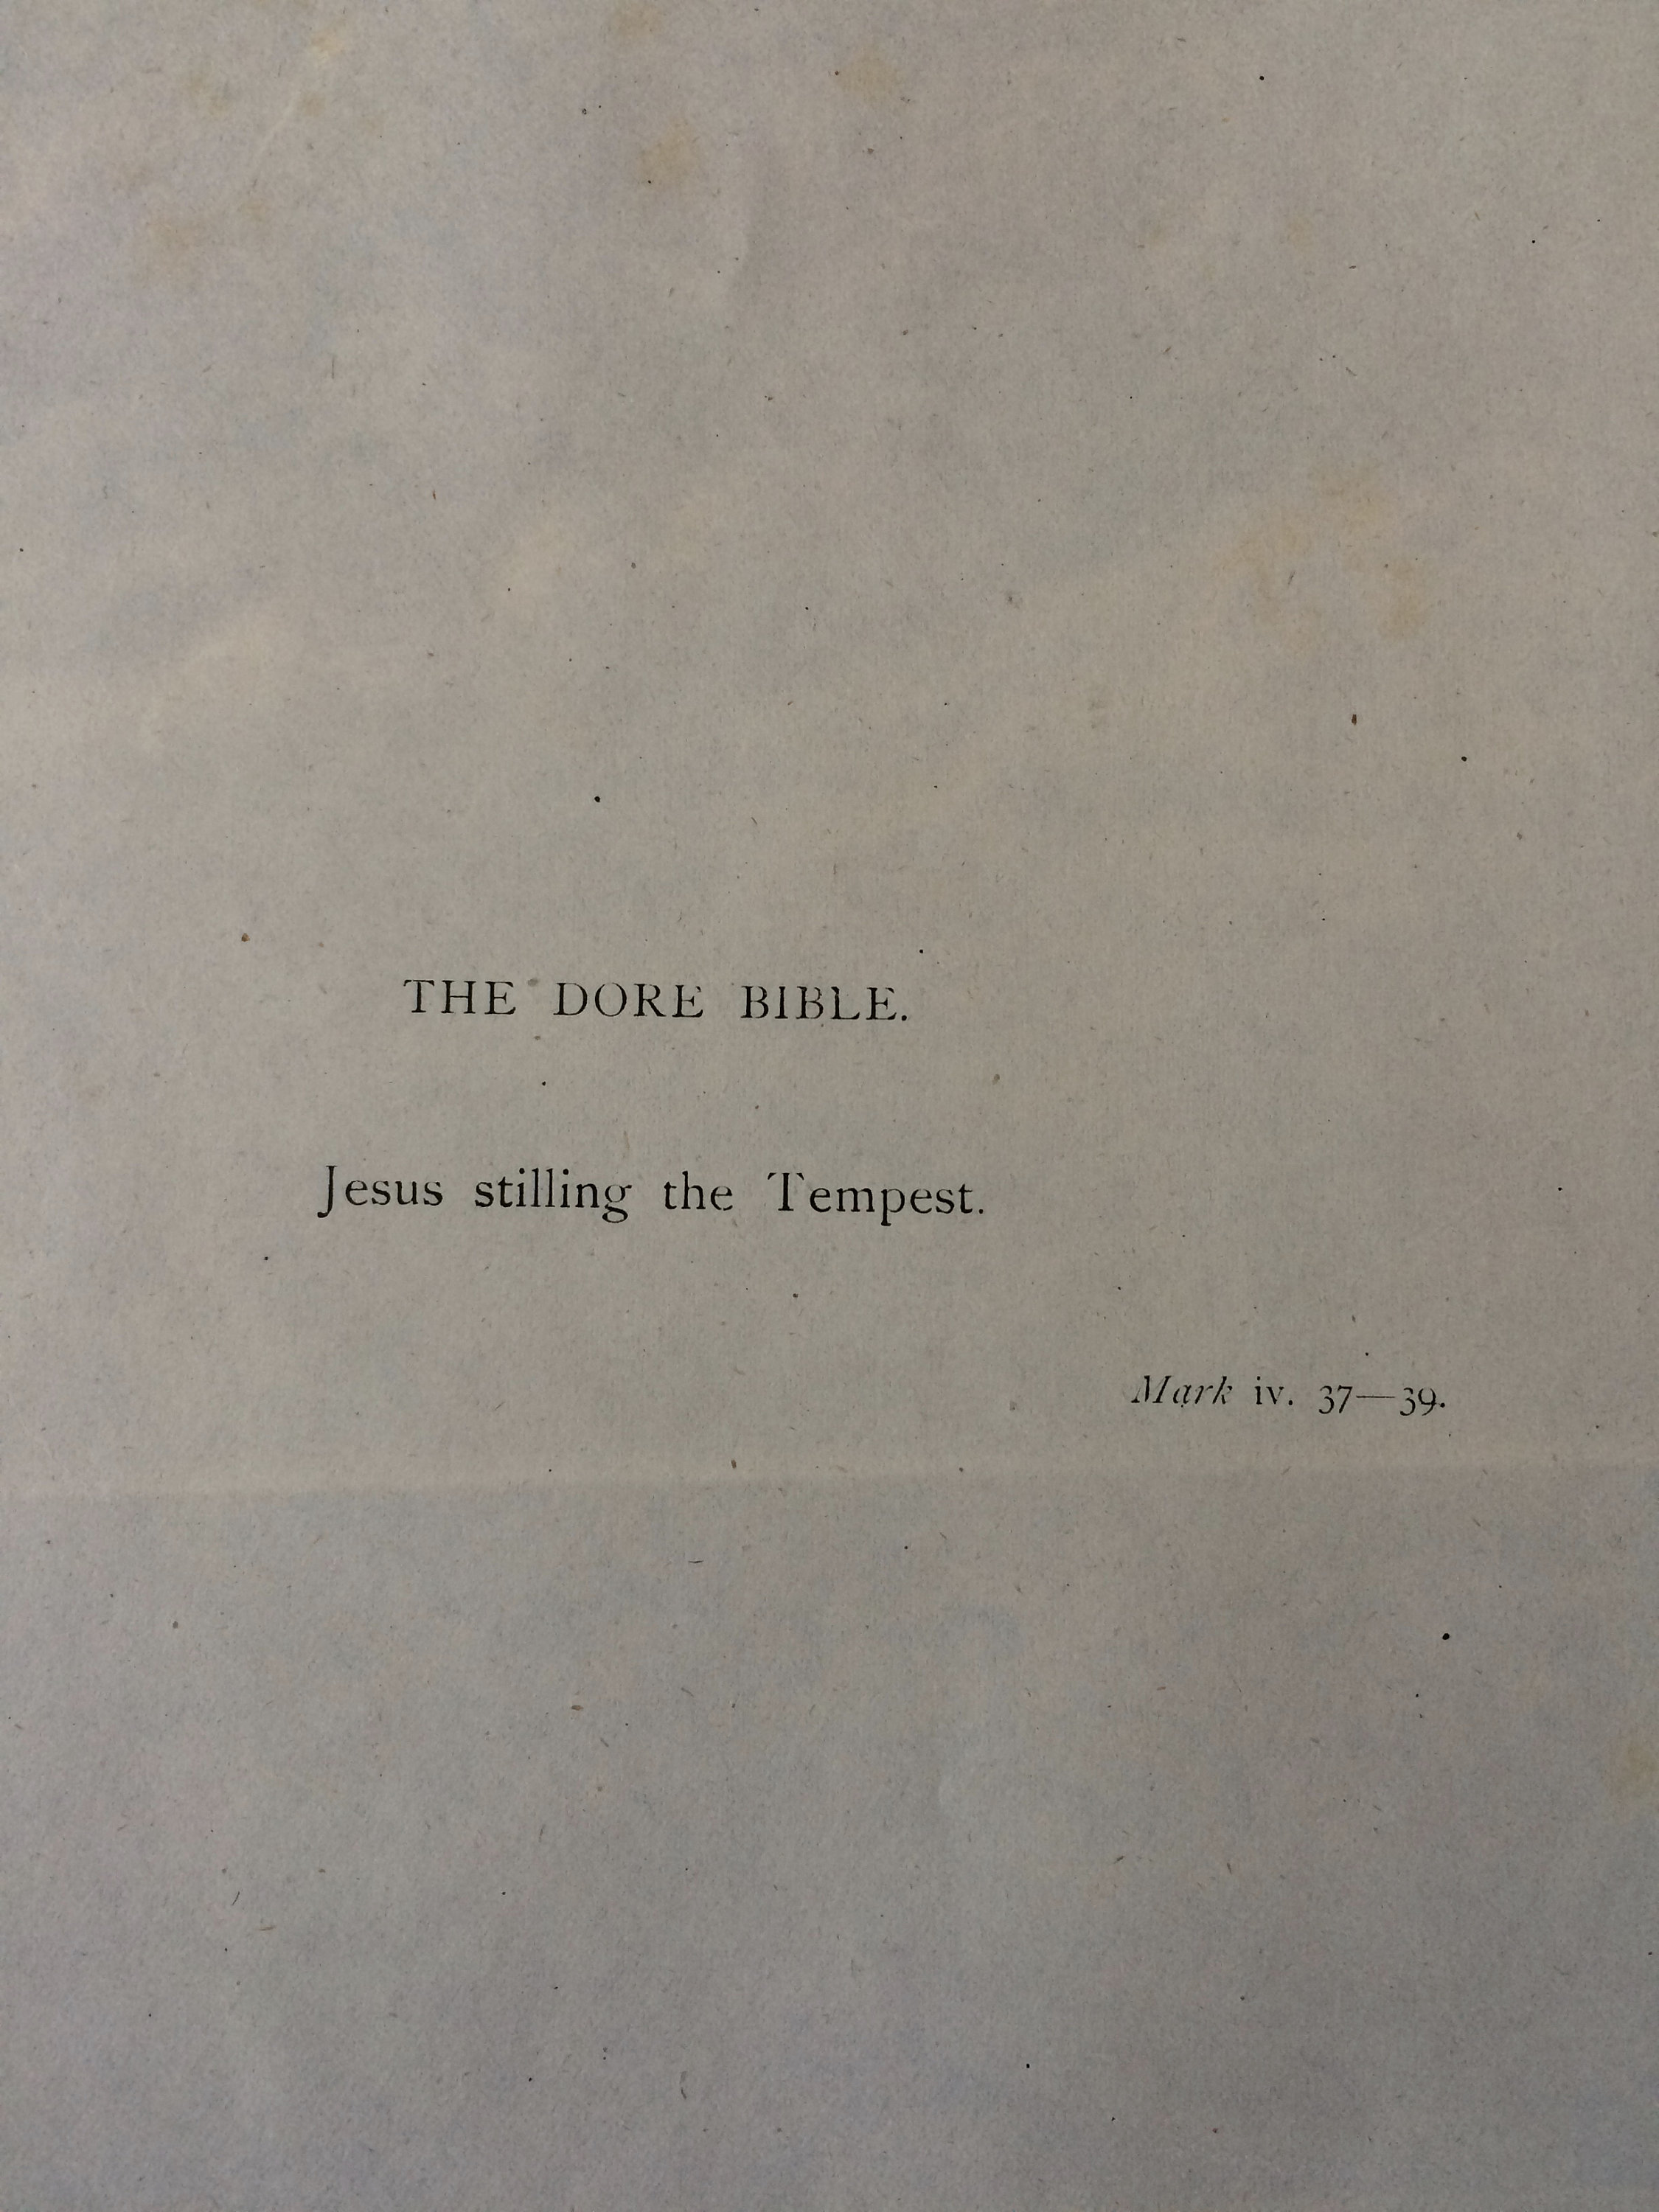 THE DORE BIBLE.
Jesus stilling the Tempest.
Mark iv. 37—39.